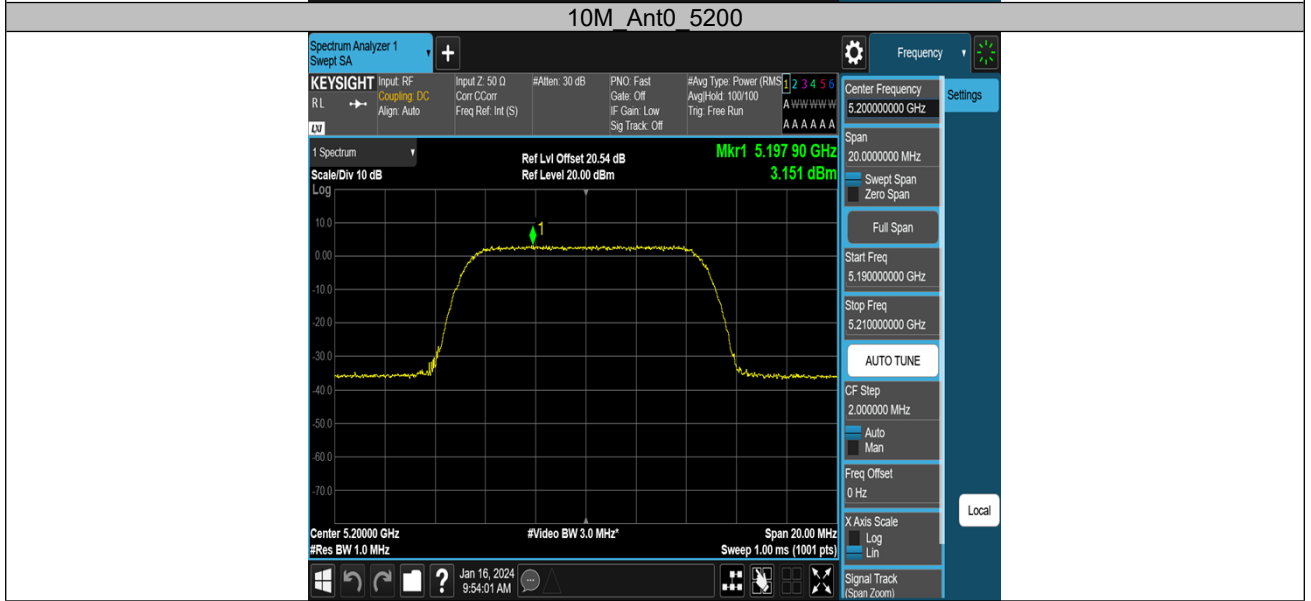 10M_Ant0_5200
Spectrum Analyzer 1
Swept SA
+
Frequency
KEYSIGHT
RL
LXI
Input: RF
Coupling: DC
Align: Auto
Input Z: 50 Ω
Corr CCorr
Freq Ref: Int (S)
#Atten: 30 dB
PNO: Fast
Gate: Off
IF Gain: Low
Sig Track: Off
#Avg Type: Power (RMS
Avg|Hold: 100/100
Trig: Free Run
1 2 3 4 5 6
A W W W W W
A A A A A A
1 Spectrum
Scale/Div 10 dB
Log
Ref Lvl Offset 20.54 dB
Ref Level 20.00 dBm
Mkr1 5.197 90 GHz
3.151 dBm
1
10.0
0.00
-10.0
-20.0
-30.0
-40.0
-50.0
-60.0
-70.0
Center 5.20000 GHz
#Res BW 1.0 MHz
#Video BW 3.0 MHz*
Span 20.00 MHz
Sweep 1.00 ms (1001 pts)
?
Jan 16, 2024
9:54:01 AM
Center Frequency
5.200000000 GHz
Span
20.0000000 MHz
Swept Span
Zero Span
Full Span
Start Freq
5.190000000 GHz
Stop Freq
5.210000000 GHz
AUTO TUNE
CF Step
2.000000 MHz
Auto
Man
Freq Offset
0 Hz
X Axis Scale
Log
Lin
Signal Track
(Span Zoom)
Settings
Local